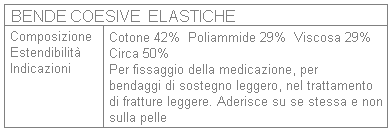 BENDE COESIVE ELASTICHE
Composizione Cotone 42% Poliammide 29% Viscosa 29%
Estendibilità Circa 50%
Indicazioni Per fissaggio della medicazione, per
bendaggi di sostegno leggero, nel trattamento
di fratture leggere. Aderisce su se stessa e non
sulla pelle